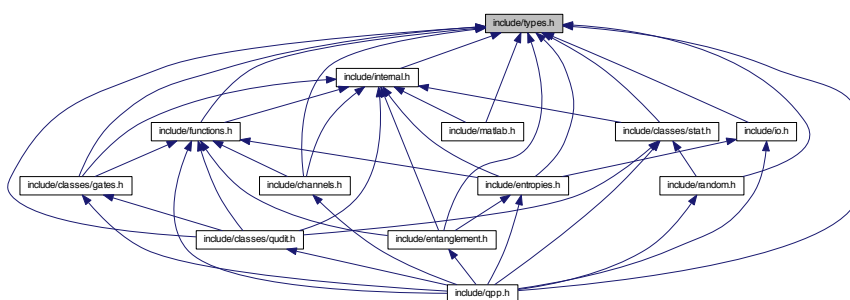 include/types.h
include/internal.h
include/functions.h
include/matlab.h
include/classes/stat.h
include/io.h
include/classes/gates.h
include/channels.h
include/entropies.h
include/random.h
include/classes/qudit.h
include/entanglement.h
include/qpp.h